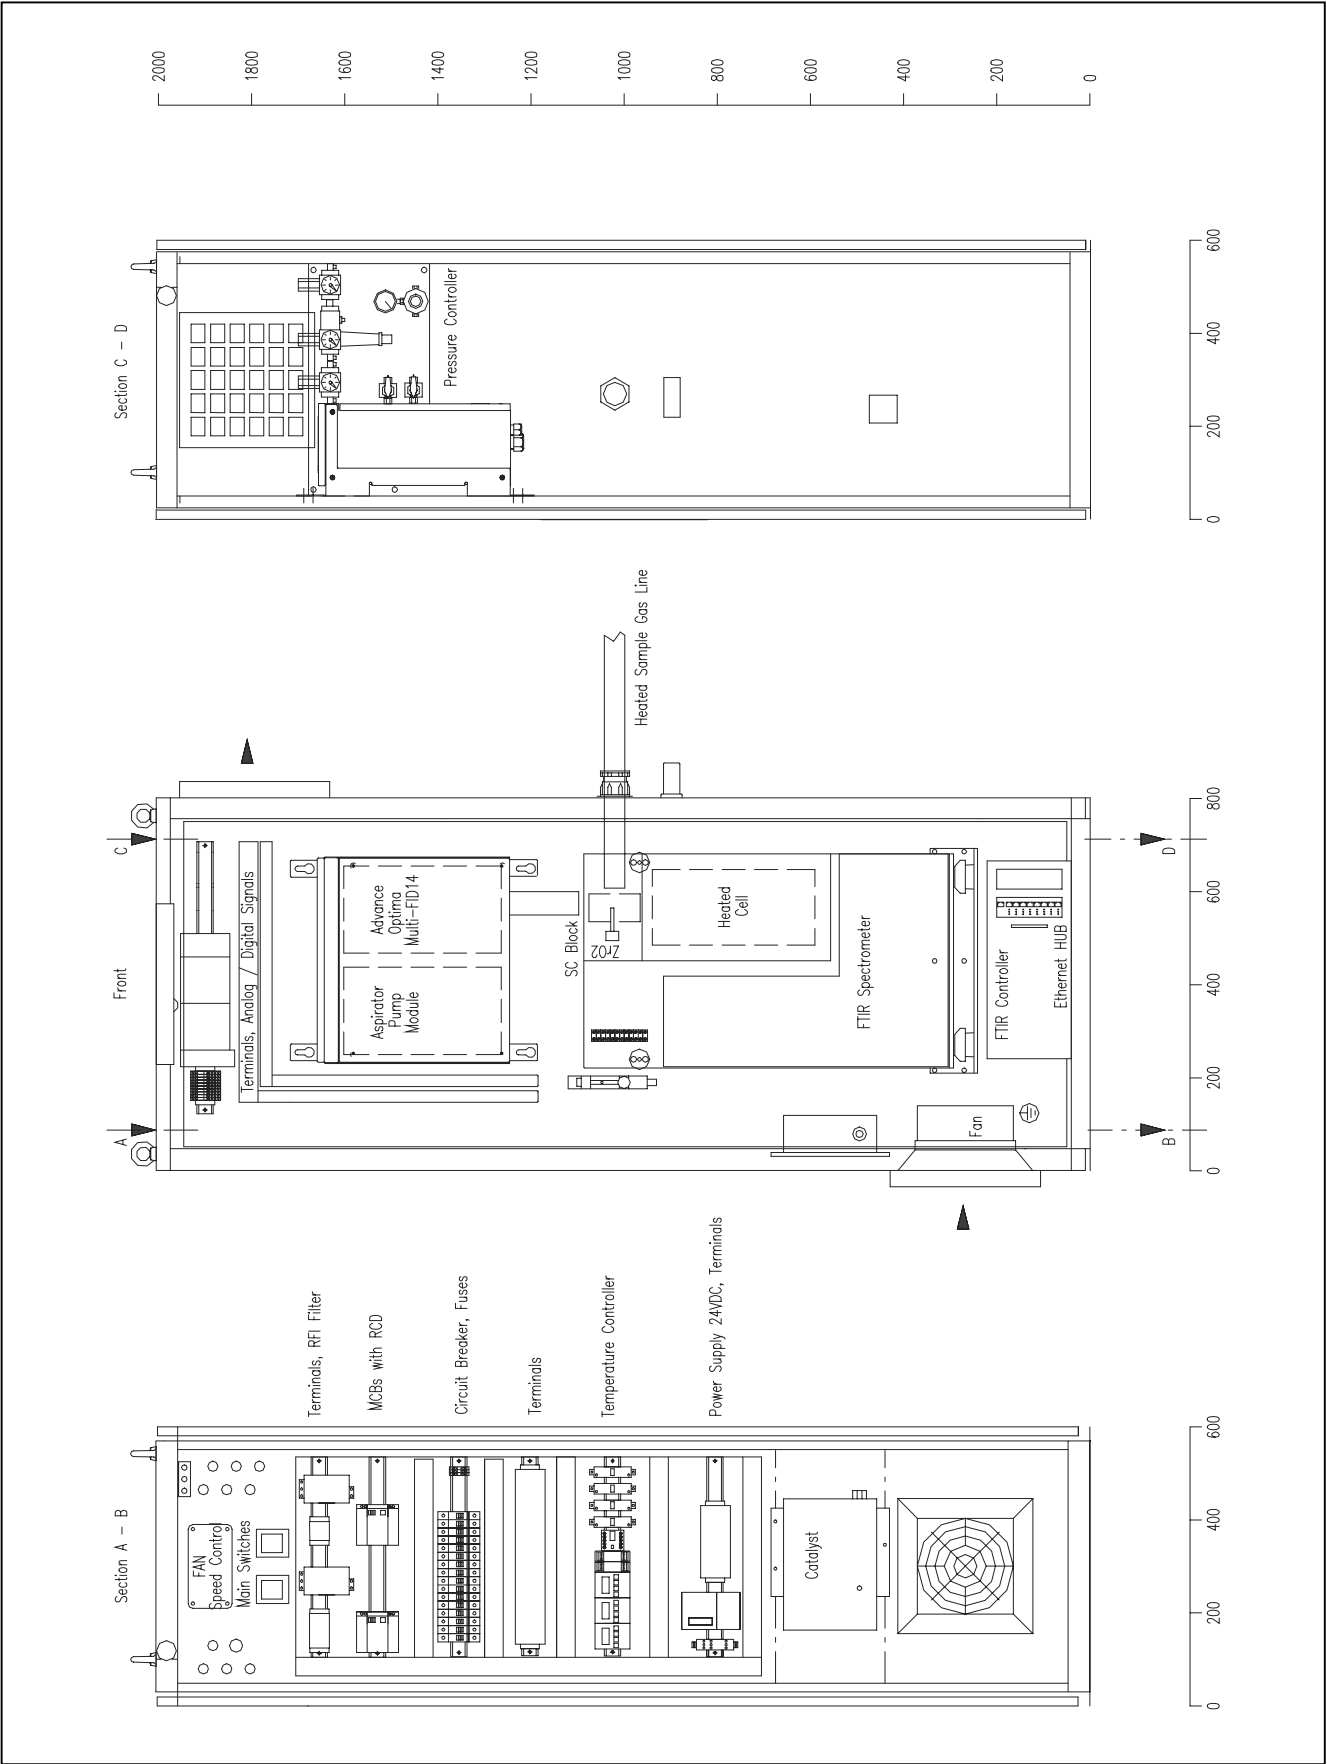 Section A - B
FAN
Speed Control
Main Switches
Terminals, RFI Filter
MCBs with RCD
Circuit Breaker, Fuses
Terminals
Temperature Controller
Power Supply 24VDC, Terminals
Catalyst
0
200
400
600
Front
A
C
Terminals, Analog / Digital Signals
Aspirator
Pump
Module
Advance
Optima
Multi-FID14
SC Block
ZrO2
Heated Sample Gas Line
Heated
Cell
FTIR Spectrometer
FTIR Controller
Ethernet HUB
Fan
B
D
0
200
400
600
800
Section C - D
Pressure Controller
0
200
400
600
2000
1800
1600
1400
1200
1000
800
600
400
200
0